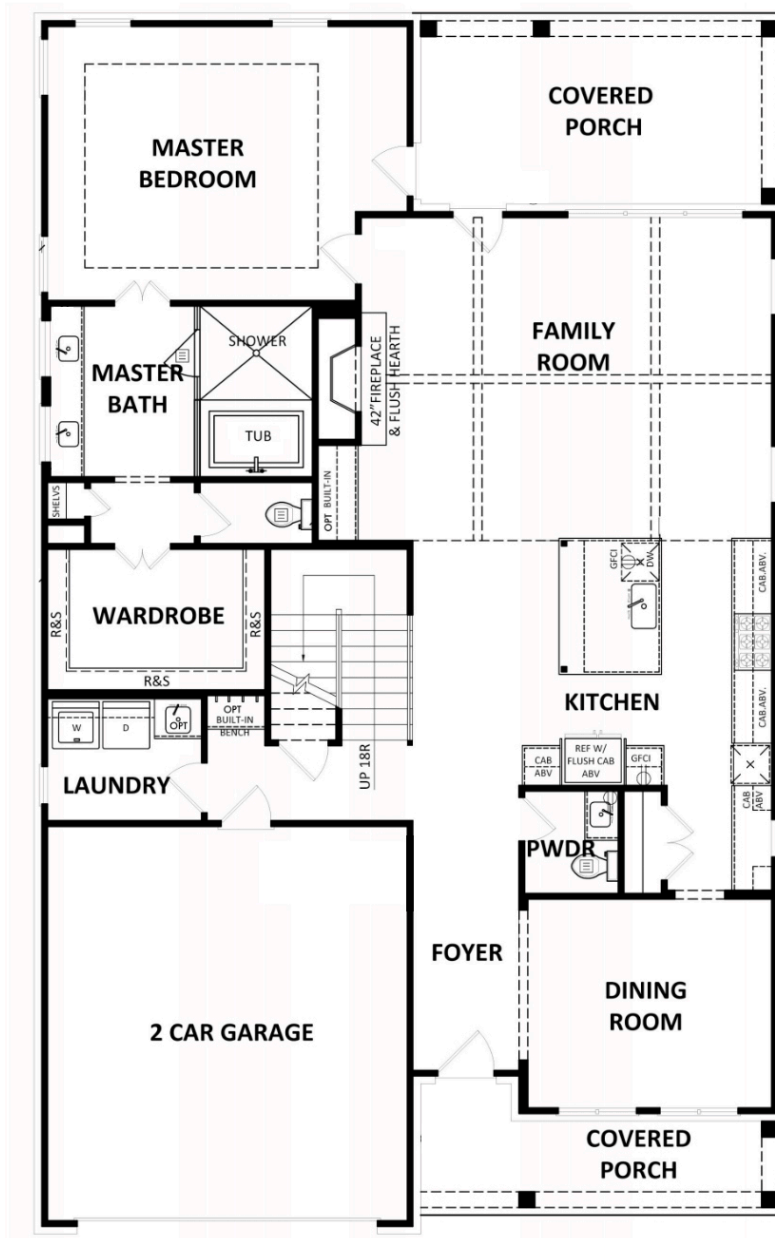 COVERED
PORCH
MASTER
BEDROOM
FAMILY
ROOM
SHOWER
42"FIREPLACE
& FLUSH HEARTH
MASTER
BATH
TUB
SHELVS
OPT BUILT-IN
GFCI
DW
CAB.ABV.
WARDROBE
R&S
R&S
R&S
KITCHEN
CAB.ABV.
OPT
BUILT-IN
BENCH
W
D
OPT
LAUNDRY
UP 18R
CAB
ABV
REF W/
FLUSH CAB
ABV
GFCI
CAB
ABV
PWDR
FOYER
DINING
ROOM
2 CAR GARAGE
COVERED
PORCH